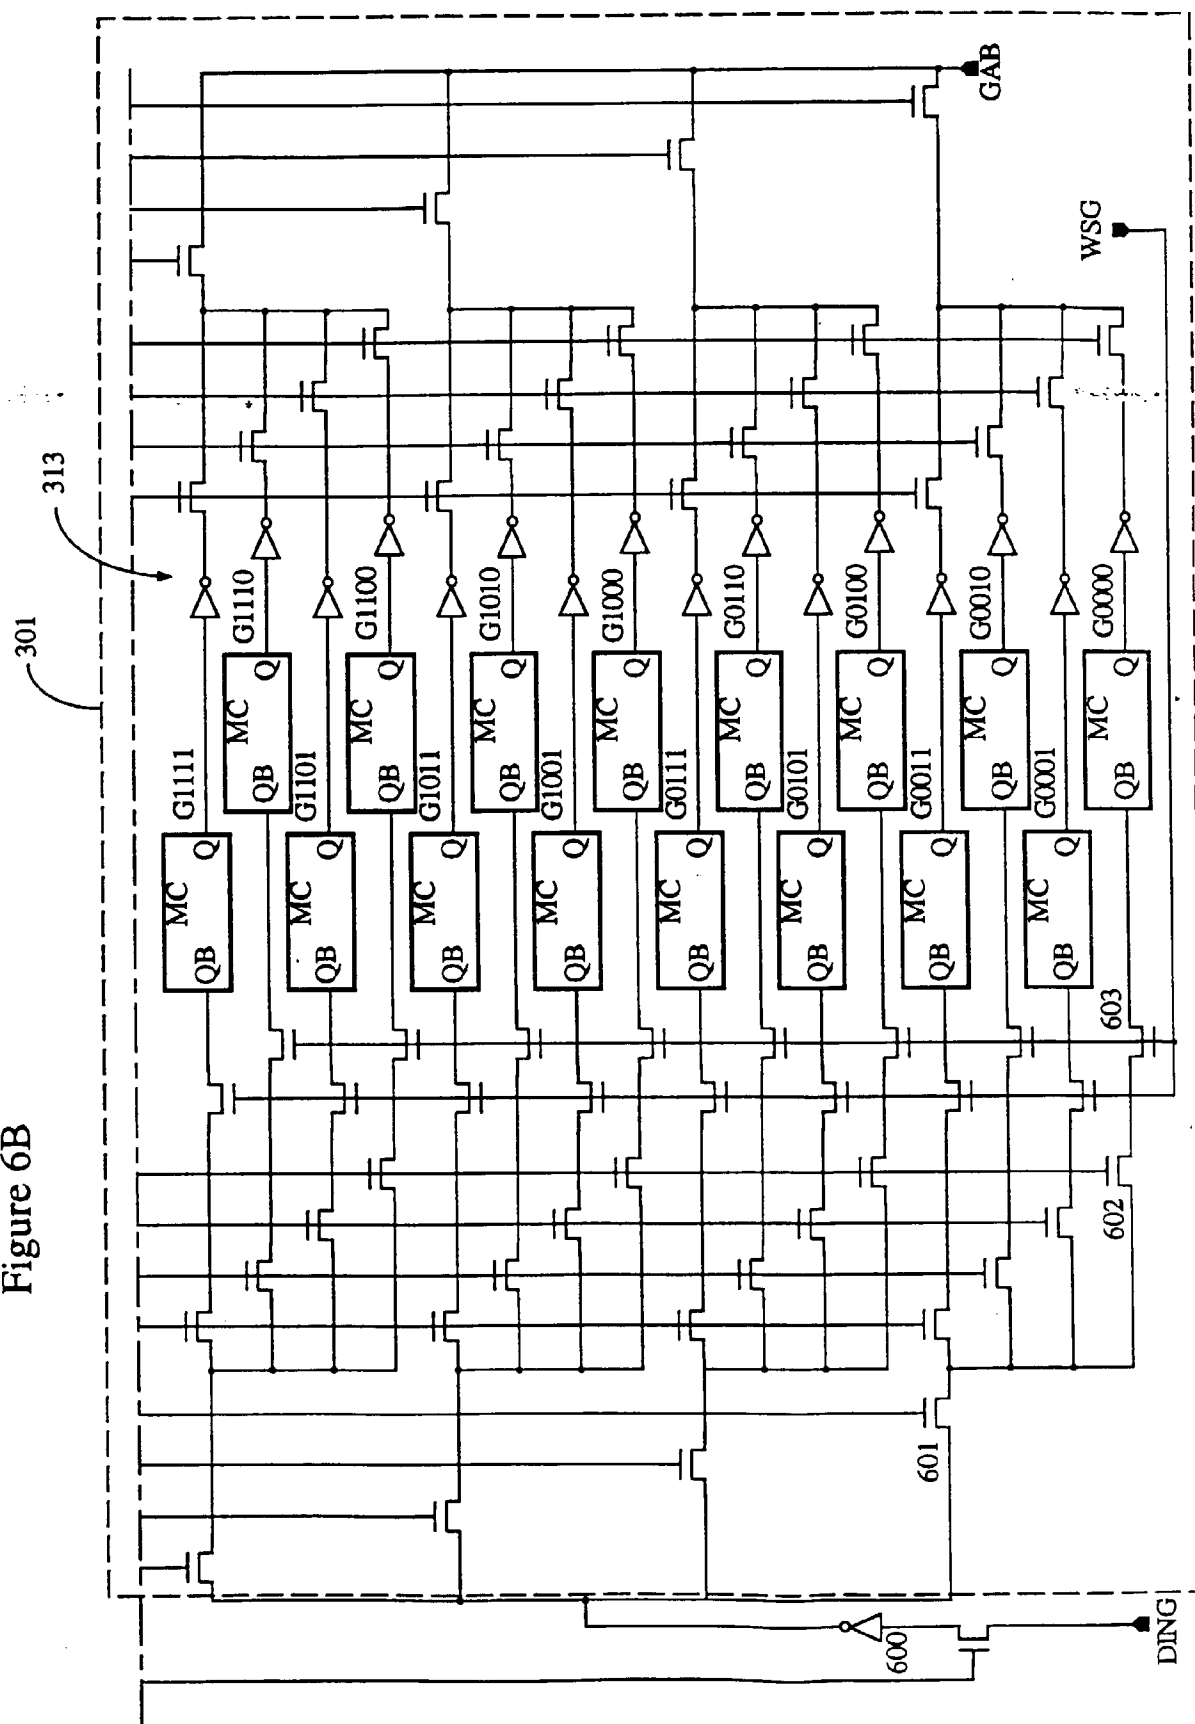 Figure 6B
301
313
GAB
WSG
G1111
MC
QB
Q
G1110
MC
QB
Q
G1101
MC
QB
Q
G1100
MC
QB
Q
G1011
MC
QB
Q
G1010
MC
QB
Q
G1001
MC
QB
Q
G1000
MC
QB
Q
G0111
MC
QB
Q
G0110
MC
QB
Q
G0101
MC
QB
Q
G0100
MC
QB
Q
G0011
MC
QB
Q
G0010
MC
QB
Q
G0001
MC
QB
Q
G0000
MC
QB
Q
603
602
601
600
DING